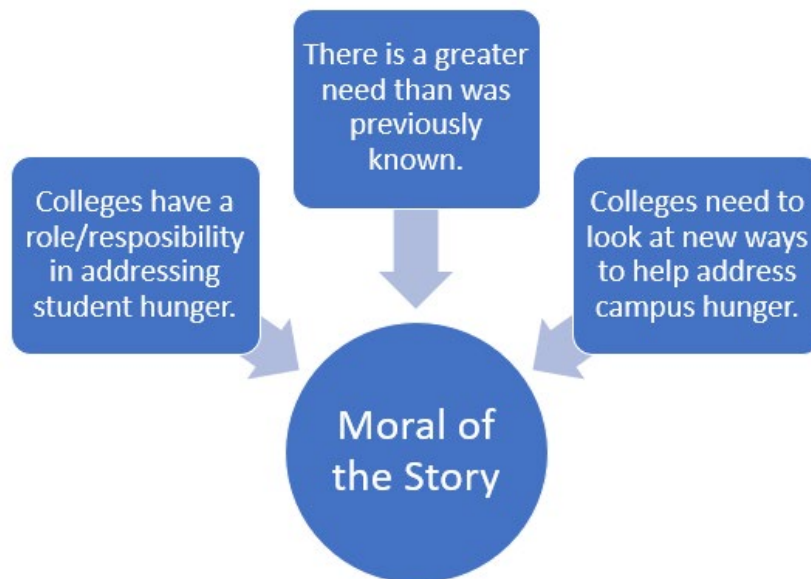 There is a greater
need than was
previously
known.
Colleges have a
role/resposibility
in addressing
student hunger.
Colleges need to
look at new ways
to help address
campus hunger.
Moral of
the Story